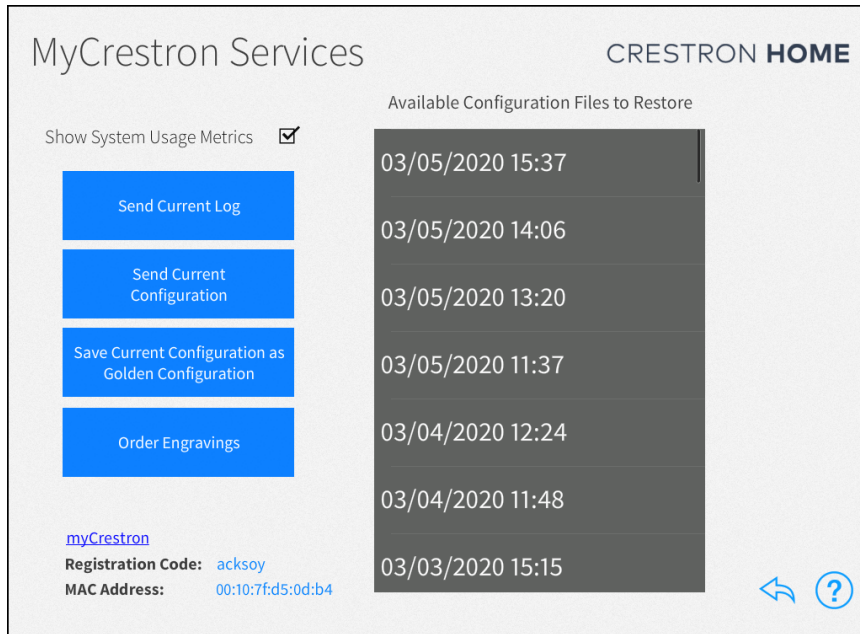 MyCrestron Services
CRESTRON HOME
Available Configuration Files to Restore
Show System Usage Metrics
Send Current Log
Send Current
Configuration
Save Current Configuration as
Golden Configuration
Order Engravings
myCrestron
Registration Code: acksoy
MAC Address: 00:10:7f:d5:0d:b4
03/05/2020 15:37
03/05/2020 14:06
03/05/2020 13:20
03/05/2020 11:37
03/04/2020 12:24
03/04/2020 11:48
03/03/2020 15:15
?